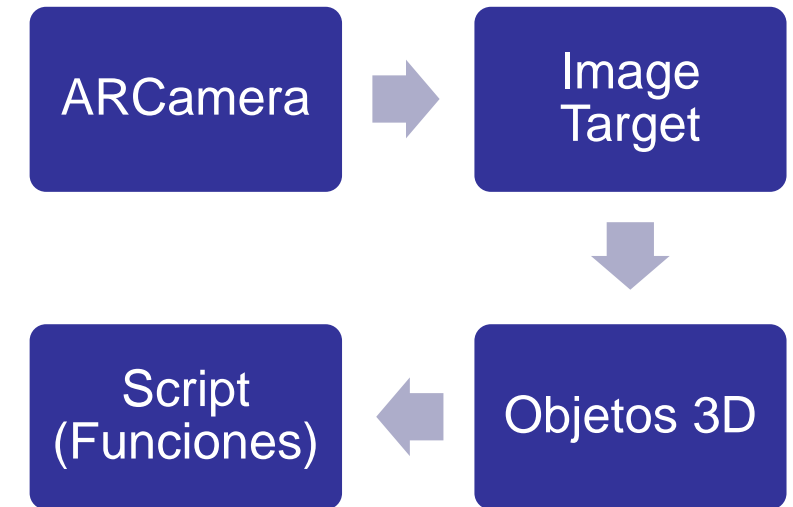 ARCamera
Image
Target
Script
(Funciones)
Objetos 3D